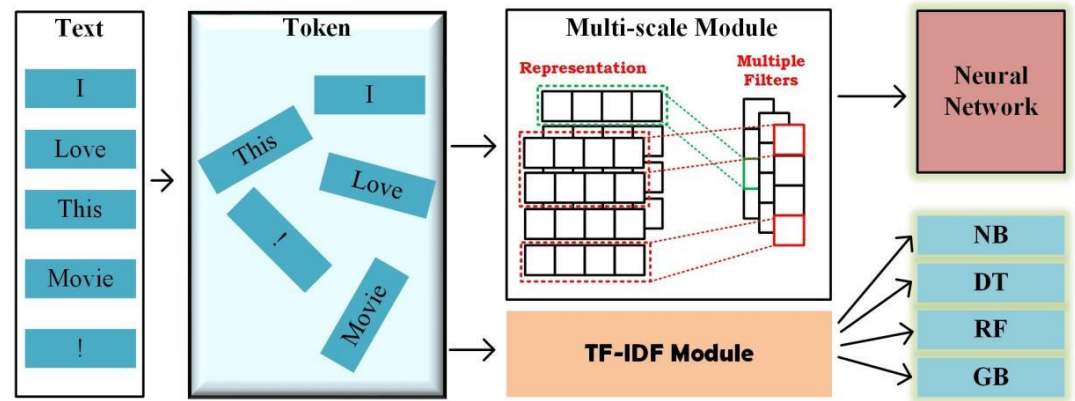 Text
I
Love
This
Movie
!
Token
I
This
Love
!
Movie
Multi-scale Module
Representation
Multiple
Filters
TF-IDF Module
Neural
Network
NB
DT
RF
GB